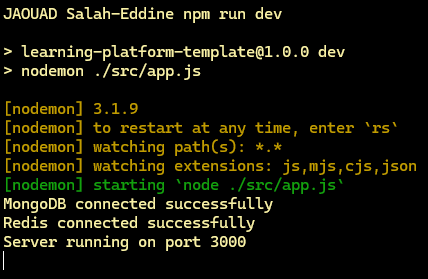 JAOUAD Salah-Eddine npm run dev
> learning-platform-template@1.0.0 dev
> nodemon ./src/app.js
[nodemon] 3.1.9
[nodemon] to restart at any time, enter `rs`
[nodemon] watching path(s): *.*
[nodemon] watching extensions: js,mjs,cjs,json
[nodemon] starting `node ./src/app.js`
MongoDB connected successfully
Redis connected successfully
Server running on port 3000